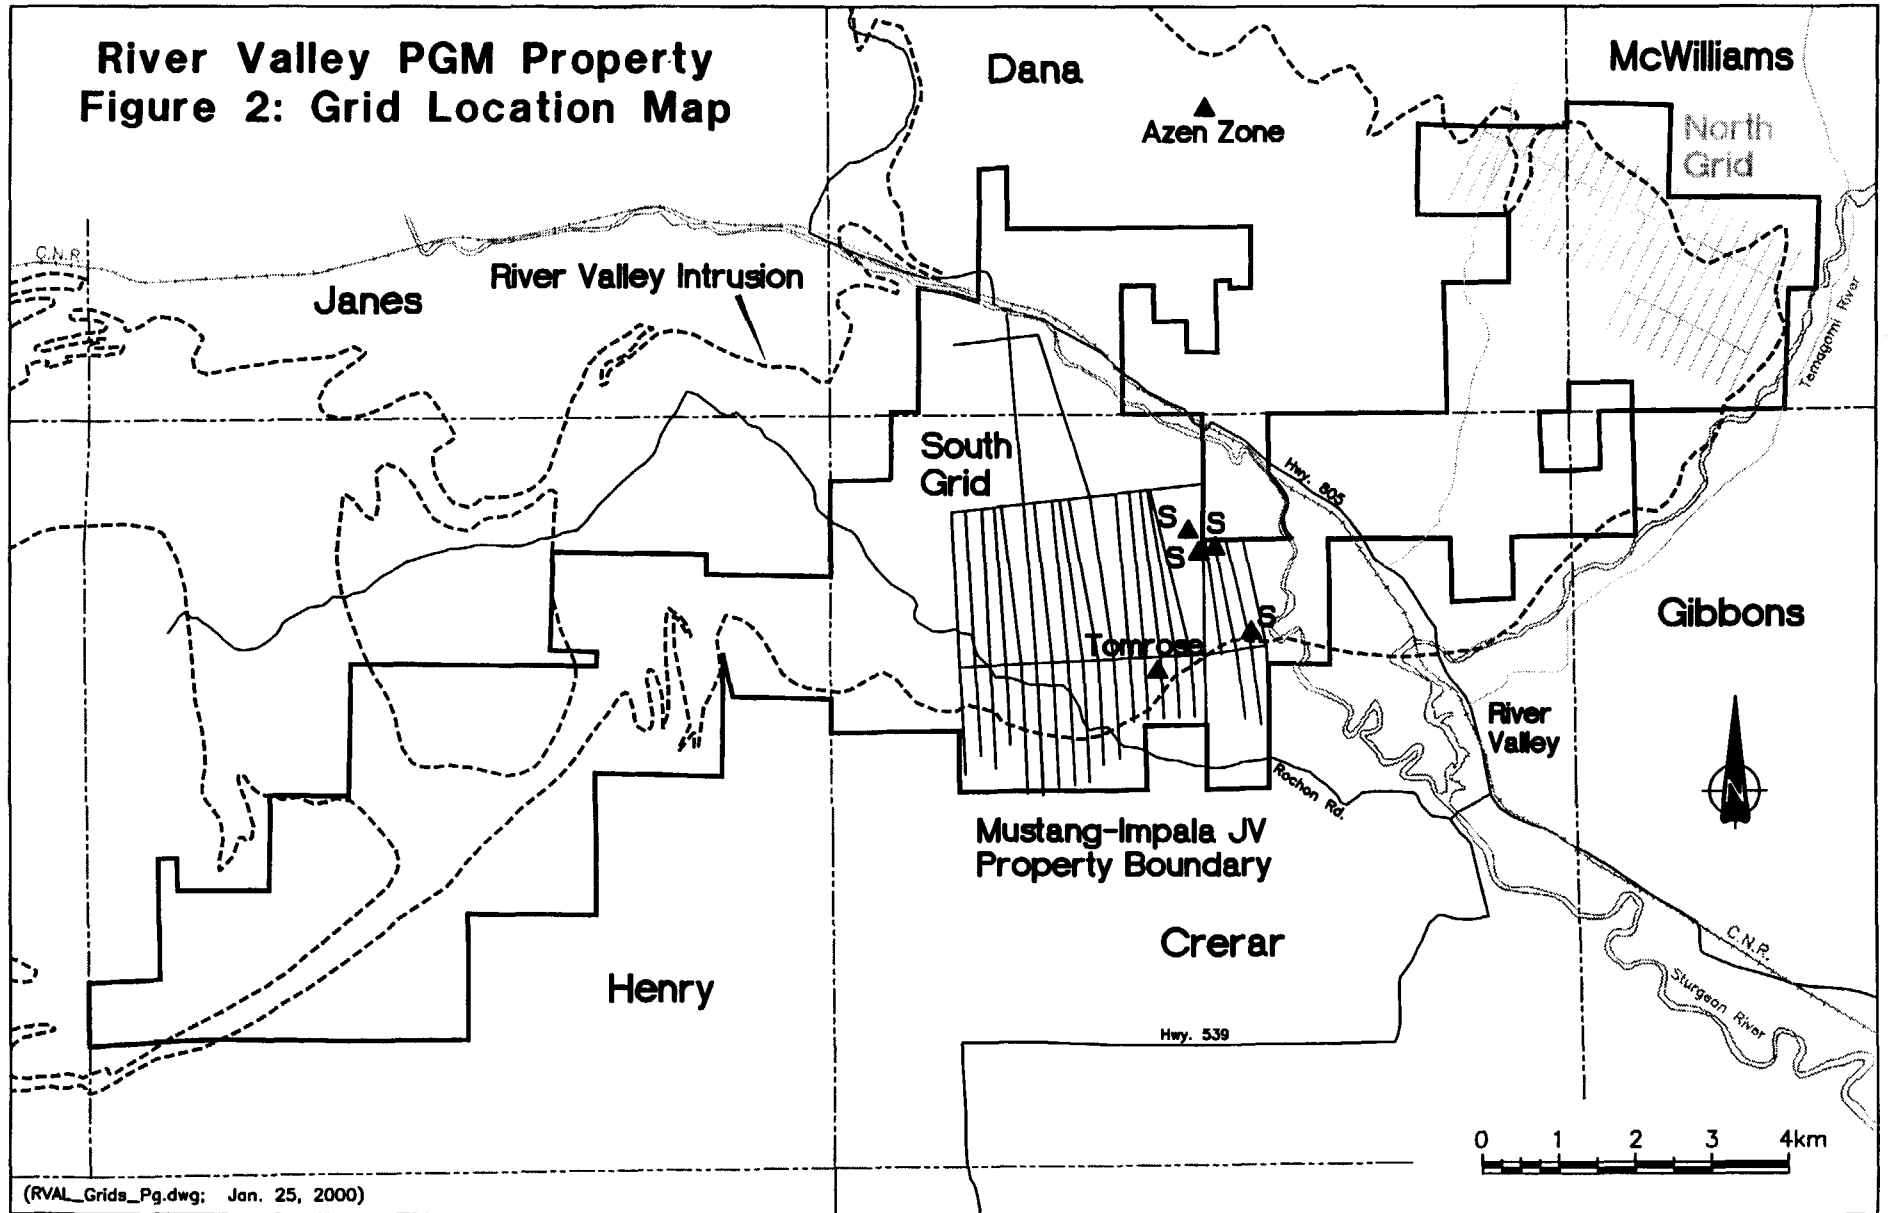 River Valley PGM Property
Figure 2: Grid Location Map
Dana
McWilliams
Azen Zone
North
Grid
C.N.R.
Janes
River Valley Intrusion
Temagami River
South
Grid
Hwy. 805
S
S
S
S
Tomrose
Gibbons
River
Valley
N
Rochon Rd.
Mustang-Impala JV
Property Boundary
Crerar
C.N.R.
Henry
Sturgeon River
Hwy. 539
0 1 2 3 4km
(RVAL_Grids_Pg.dwg; Jan. 25, 2000)